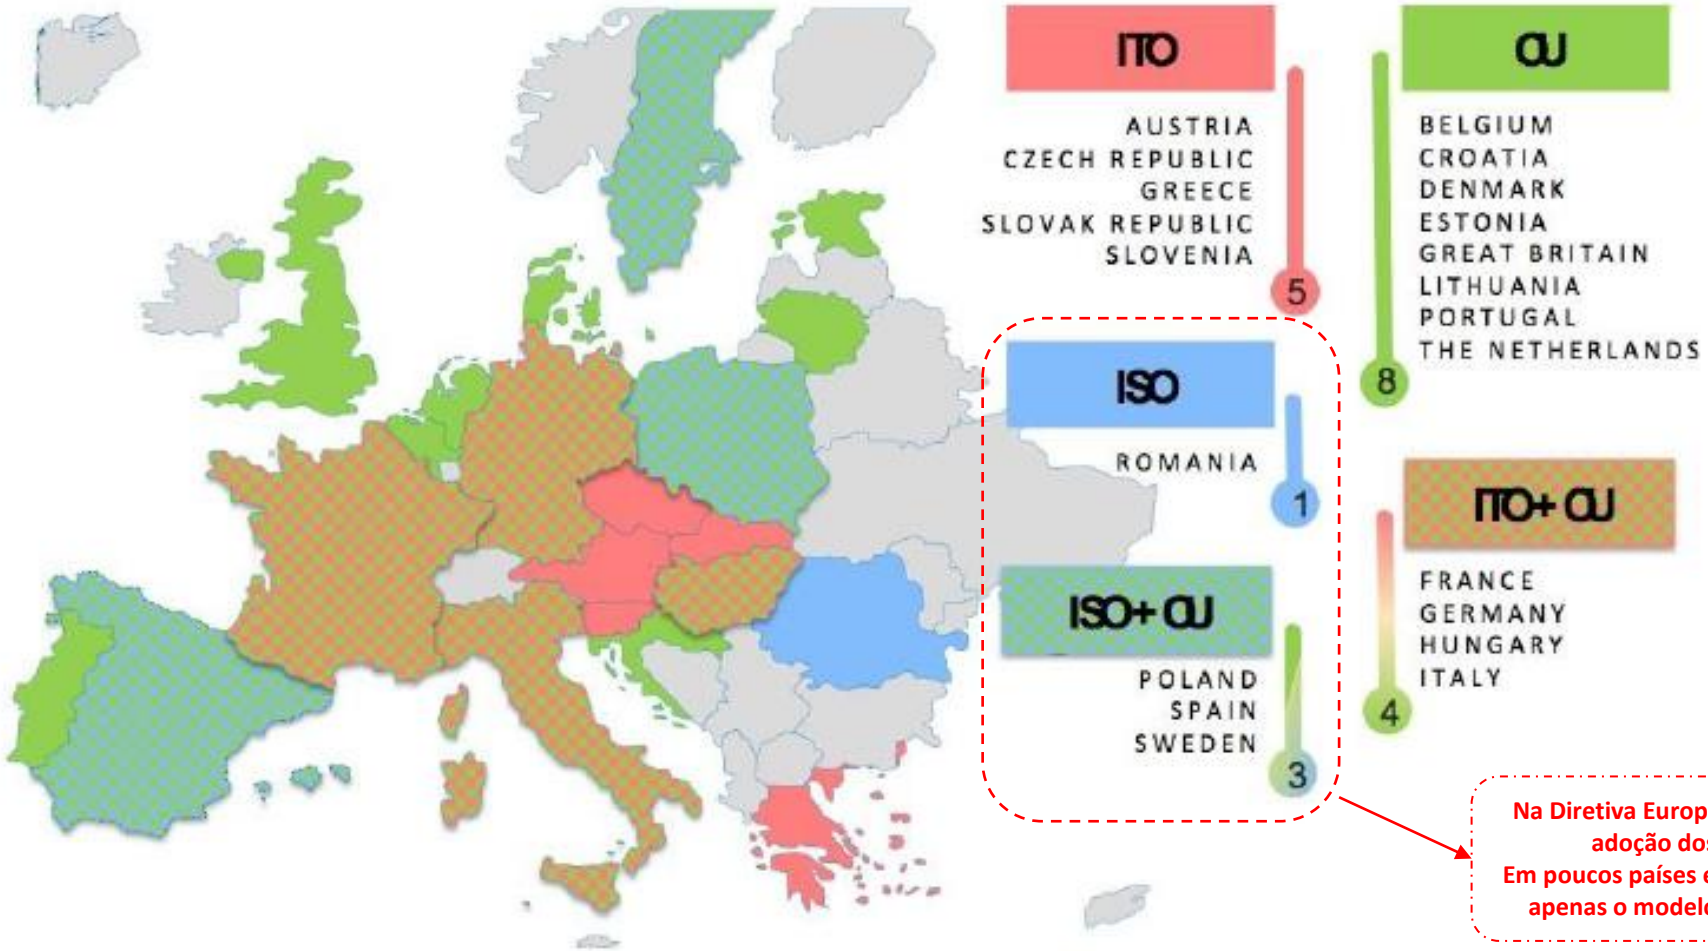 ITO
AUSTRIA
CZECH REPUBLIC
GREECE
SLOVAK REPUBLIC
SLOVENIA
5
OU
BELGIUM
CROATIA
DENMARK
ESTONIA
GREAT BRITAIN
LITHUANIA
PORTUGAL
THE NETHERLANDS
8
ISO
ROMANIA
1
ISO+ OU
POLAND
SPAIN
SWEDEN
3
ITO+ OU
FRANCE
GERMANY
HUNGARY
ITALY
4
Na Diretiva Europ
adoção dos
Em poucos países e
apenas o modelo